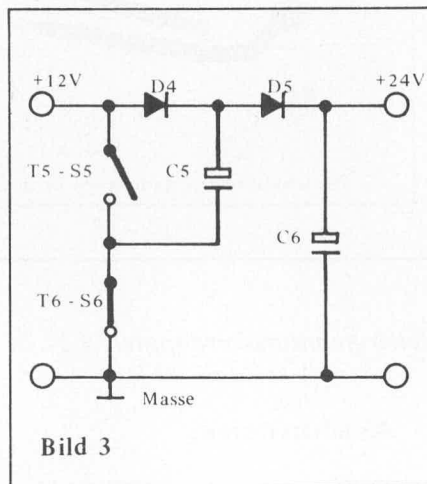 +12V D4 D5 +24V
T5 - S5 C5
C6
T6 - S6
Masse
Bild 3